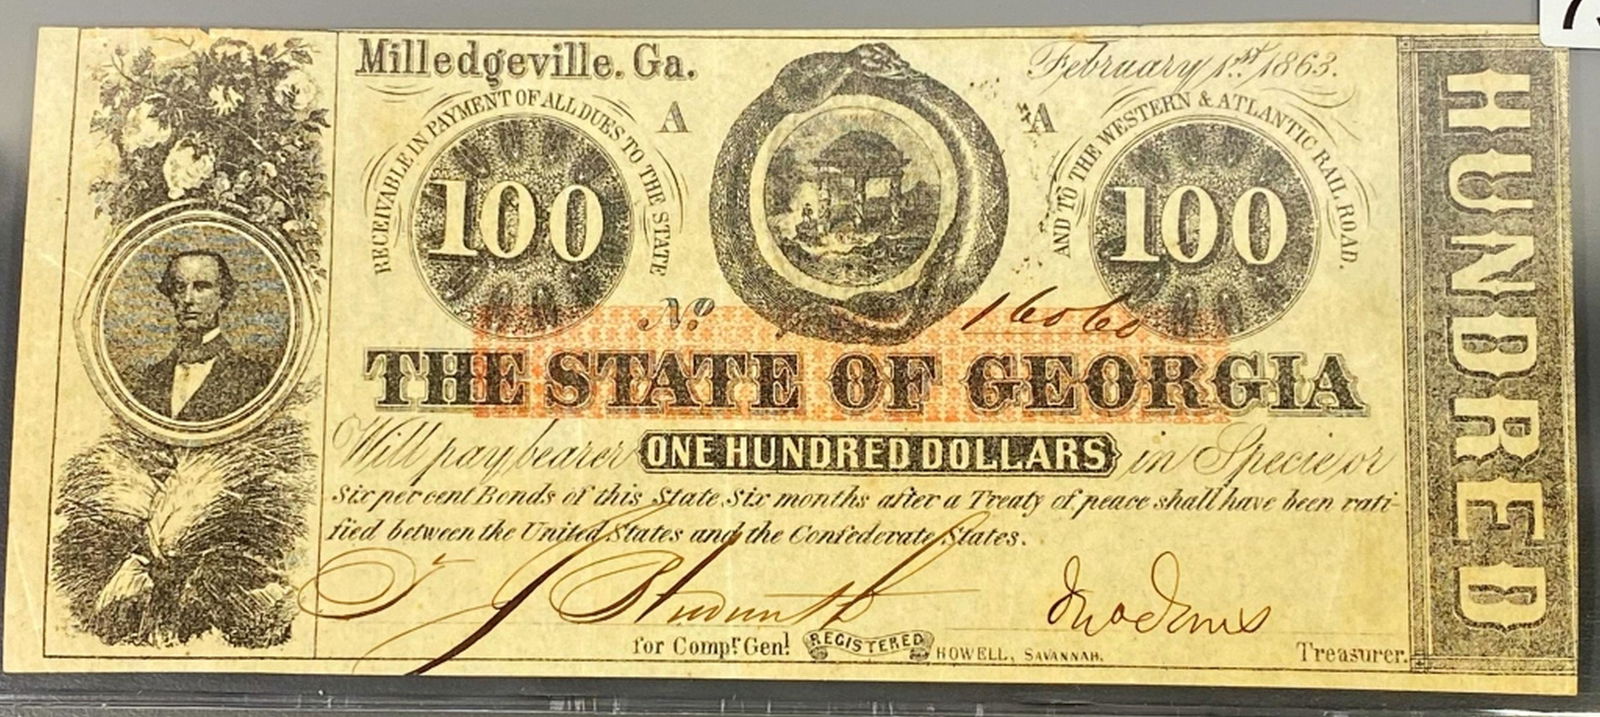 Milledgeville. Ga.
February 1st 1863.
A
A
RECEIVABLE IN PAYMENT OF ALL DUES TO THE STATE
AND TO THE WESTERN & ATLANTIC RAIL ROAD.
100
100
No 16060
THE STATE OF GEORGIA
Will pay bearer ONE HUNDRED DOLLARS in Specie or
Six per cent Bonds of this State Six months after a Treaty of peace shall have been rati-
fied between the United States and the Confederate States.
Jno Jones
for Compr. Genl REGISTERED HOWELL, SAVANNAH. Treasurer.
HUNDRED